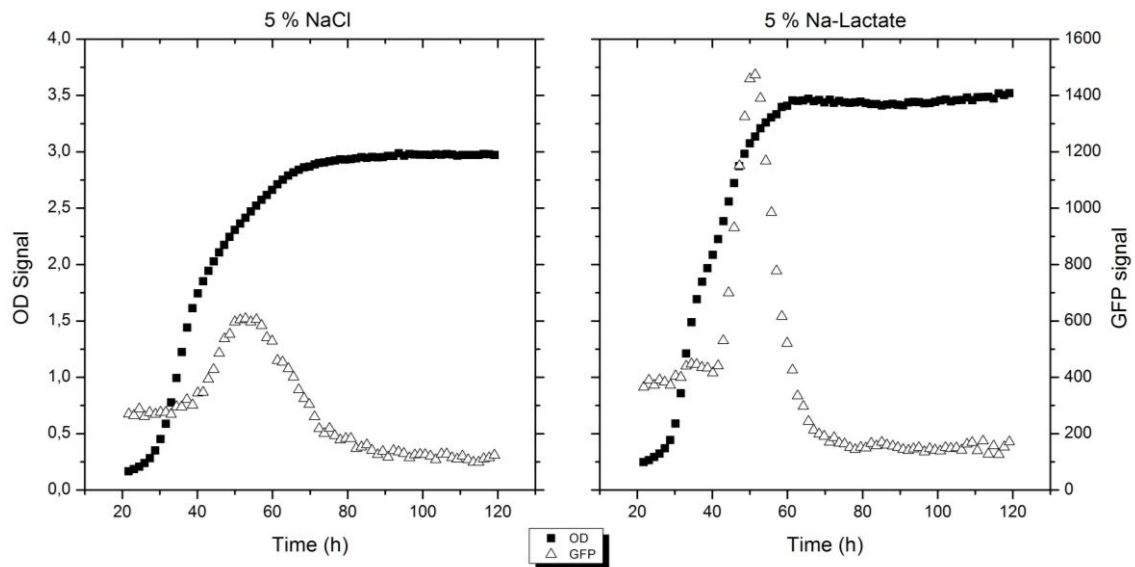 5 % NaCl
5 % Na-Lactate
4,0
3,5
3,0
2,5
2,0
1,5
1,0
0,5
0,0
OD Signal
20 40 60 80 100 120
Time (h)
20 40 60 80 100 120
Time (h)
1600
1400
1200
1000
800
600
400
200
0
GFP signal
OD
GFP